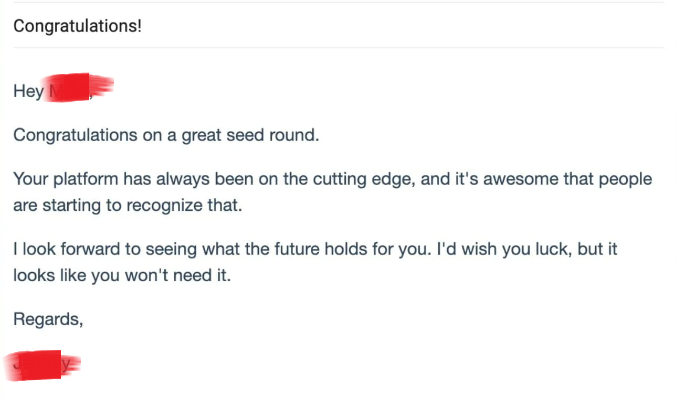 Congratulations!
Hey
Congratulations on a great seed round.
Your platform has always been on the cutting edge, and it's awesome that people
are starting to recognize that.
I look forward to seeing what the future holds for you. I'd wish you luck, but it
looks like you won't need it.
Regards,